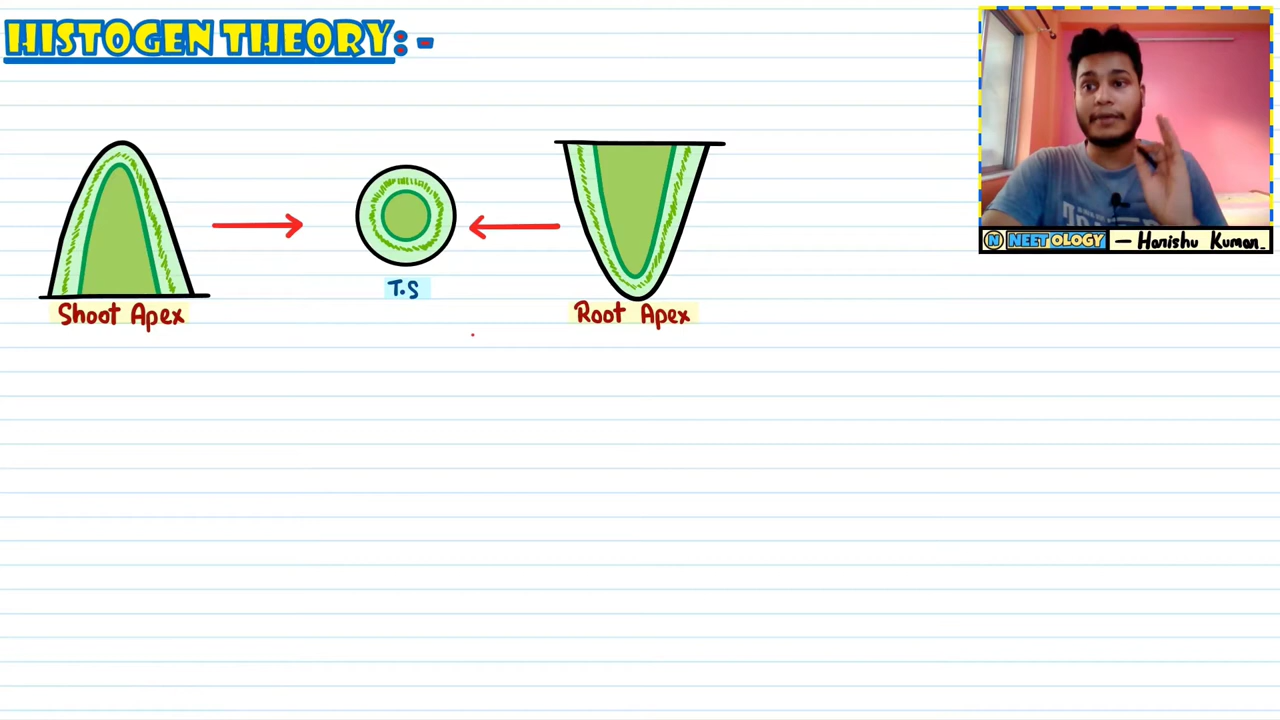 HISTOGEN THEORY: -
T.S
Shoot Apex
Root Apex
N NEETOLOGY — Hanishu Kumar